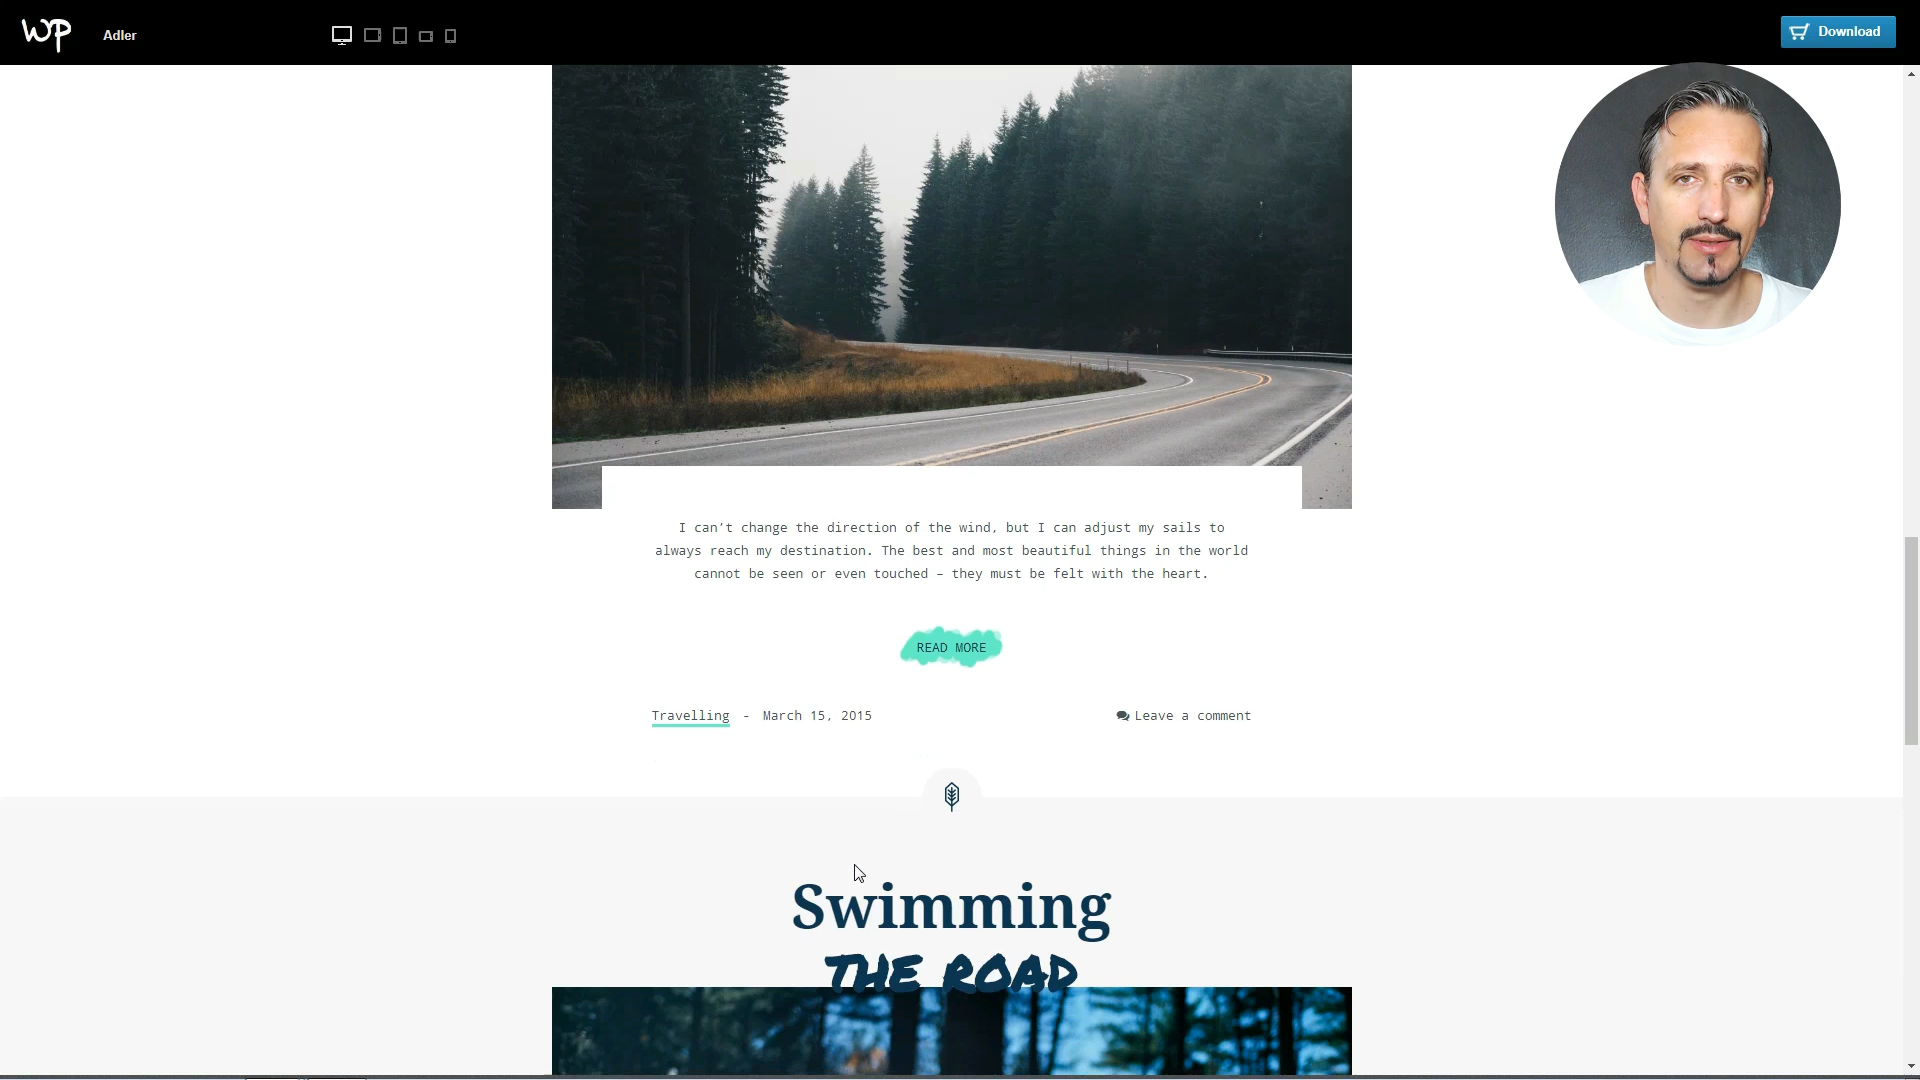 WP
Adler
Download
I can’t change the direction of the wind, but I can adjust my sails to
always reach my destination. The best and most beautiful things in the world
cannot be seen or even touched – they must be felt with the heart.
READ MORE
Travelling - March 15, 2015
Leave a comment
Swimming
THE ROAD